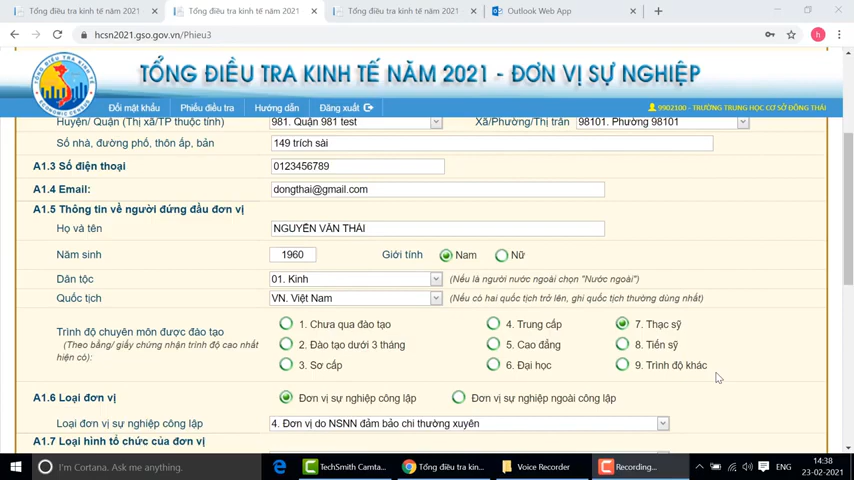 Tổng điều tra kinh tế năm 2021
Tổng điều tra kinh tế năm 2021
Tổng điều tra kinh tế năm 2021
Outlook Web App
hcsn2021.gso.gov.vn/Phieu3
h
TỔNG ĐIỀU TRA KINH TẾ NĂM 2021 - ĐƠN VỊ SỰ NGHIỆP
Đổi mật khẩu
Phiếu điều tra
Hướng dẫn
Đăng xuất
9902100 - TRƯỜNG TRUNG HỌC CƠ SỞ ĐỒNG THÁI
Huyện/ Quận (Thị xã/TP thuộc tỉnh) 981. Quận 981 test Xã/Phường/Thị trấn 98101. Phường 98101
Số nhà, đường phố, thôn ấp, bản 149 trích sài
A1.3 Số điện thoại 0123456789
A1.4 Email: dongthai@gmail.com
A1.5 Thông tin về người đứng đầu đơn vị
Họ và tên NGUYỄN VĂN THÁI
Năm sinh 1960 Giới tính Nam Nữ
Dân tộc 01. Kinh (Nếu là người nước ngoài chọn "Nước ngoài")
Quốc tịch VN. Việt Nam (Nếu có hai quốc tịch trở lên, ghi quốc tịch thường dùng nhất)
Trình độ chuyên môn được đào tạo
(Theo bằng/ giấy chứng nhận trình độ cao nhất
hiện có):
1. Chưa qua đào tạo 4. Trung cấp 7. Thạc sỹ
2. Đào tạo dưới 3 tháng 5. Cao đẳng 8. Tiến sỹ
3. Sơ cấp 6. Đại học 9. Trình độ khác
A1.6 Loại đơn vị Đơn vị sự nghiệp công lập Đơn vị sự nghiệp ngoài công lập
Loại đơn vị sự nghiệp công lập 4. Đơn vị do NSNN đảm bảo chi thường xuyên
A1.7 Loại hình tổ chức của đơn vị
I'm Cortana. Ask me anything.
TechSmith Camta...
Tổng điều tra kin...
Voice Recorder
Recording...
ENG
14:38
23-02-2021